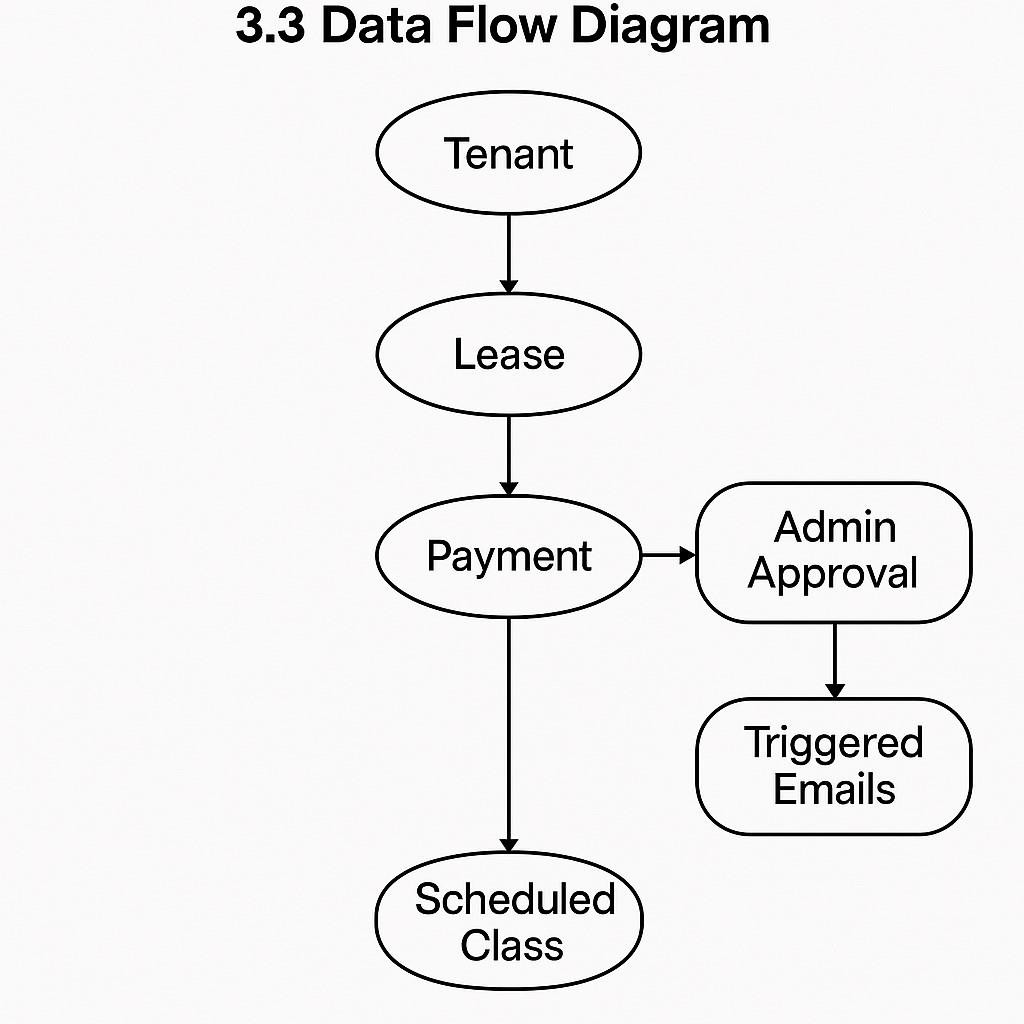 3.3 Data Flow Diagram
Tenant
Lease
Payment
Admin
Approval
Triggered
Emails
Scheduled
Class